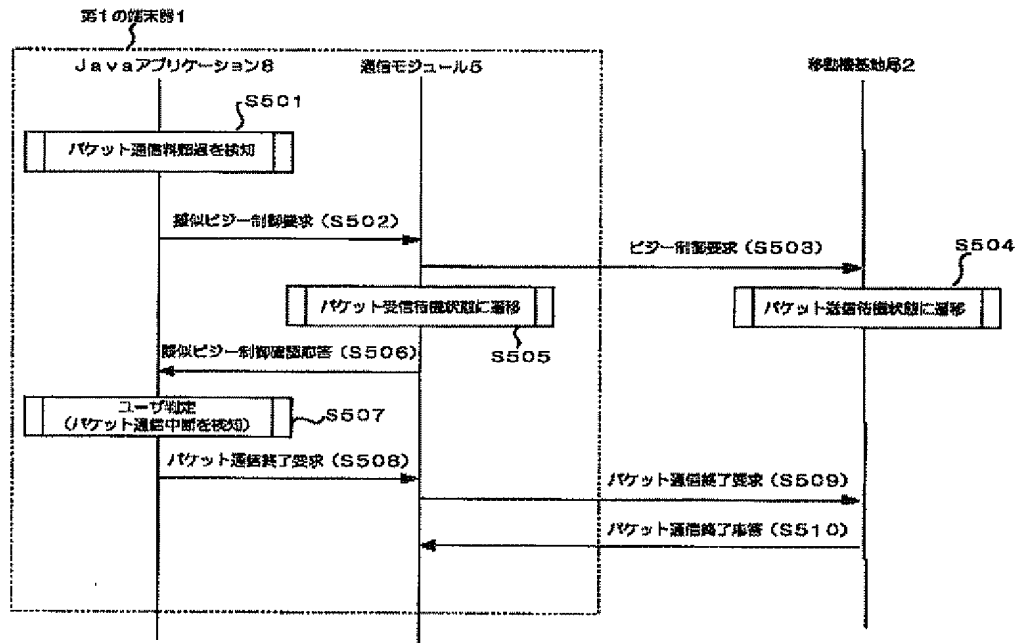 第1の端末器1
Javaアプリケーション6
通信モジュール5
移動機基地局2
S501
パケット通信料超過を検知
擬似ビジー制御要求(S502)
ビジー制御要求(S503)
S504
パケット受信待機状態に遷移
パケット送信待機状態に遷移
S505
擬似ビジー制御確認応答(S506)
ユーザ判定
(パケット通信中断を検知)
S507
パケット通信終了要求(S508)
パケット通信終了要求(S509)
パケット通信終了応答(S510)